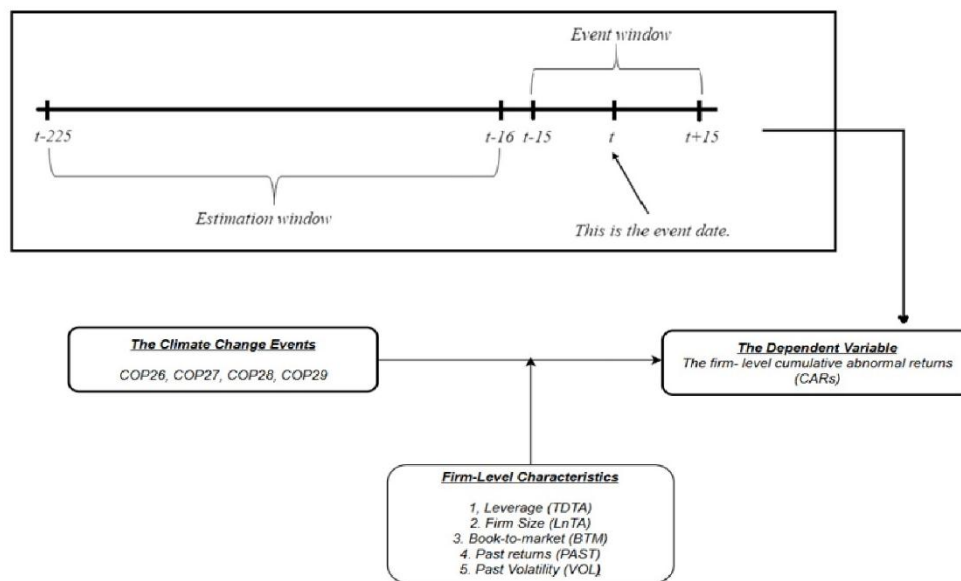 Event window
t-225
t-16
t-15
t
t+15
Estimation window
This is the event date.
The Climate Change Events
COP26, COP27, COP28, COP29
The Dependent Variable
The firm- level cumulative abnormal returns
(CARs)
Firm-Level Characteristics
1, Leverage (TDTA)
2. Firm Size (LnTA)
3. Book-to-market (BTM)
4. Past returns (PAST)
5. Past Volatility (VOL)